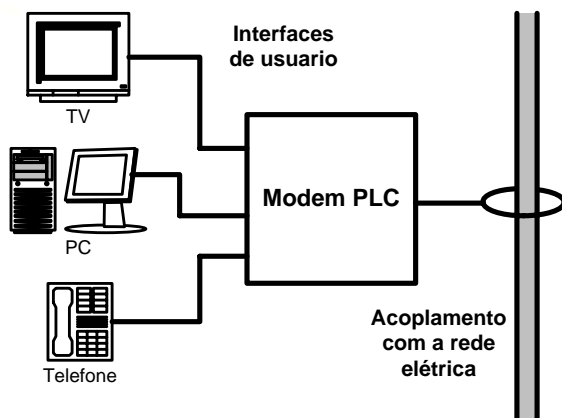 Interfaces
de usuario
TV
Modem PLC
PC
Telefone
Acoplamento
com a rede
elétrica